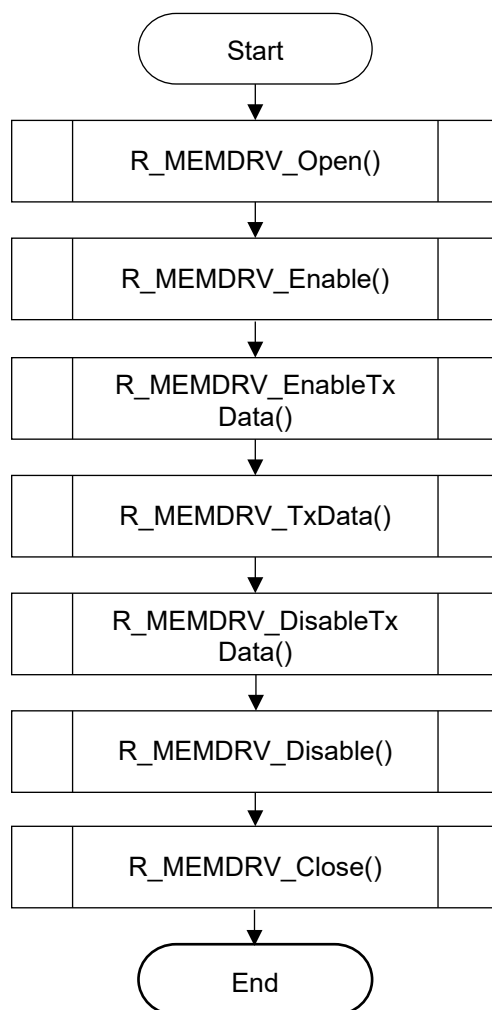 Start
R_MEMDRV_Open()
R_MEMDRV_Enable()
R_MEMDRV_EnableTx
Data()
R_MEMDRV_TxData()
R_MEMDRV_DisableTx
Data()
R_MEMDRV_Disable()
R_MEMDRV_Close()
End